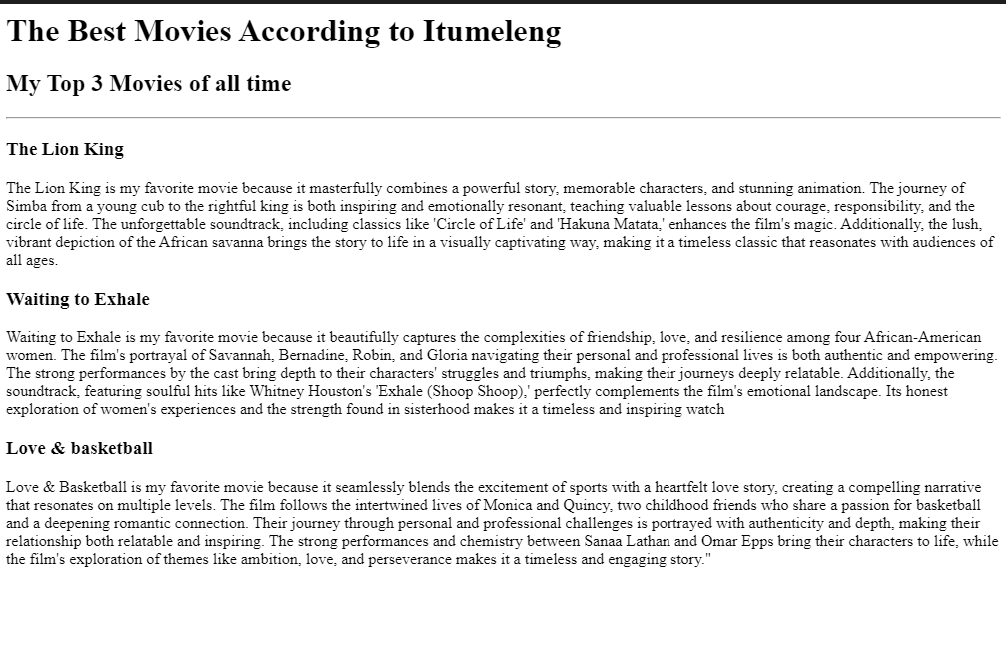 The Best Movies According to Itumeleng
My Top 3 Movies of all time
The Lion King
The Lion King is my favorite movie because it masterfully combines a powerful story, memorable characters, and stunning animation. The journey of
Simba from a young cub to the rightful king is both inspiring and emotionally resonant, teaching valuable lessons about courage, responsibility, and the
circle of life. The unforgettable soundtrack, including classics like 'Circle of Life' and 'Hakuna Matata,' enhances the film's magic. Additionally, the lush,
vibrant depiction of the African savanna brings the story to life in a visually captivating way, making it a timeless classic that reasonates with audiences of
all ages.
Waiting to Exhale
Waiting to Exhale is my favorite movie because it beautifully captures the complexities of friendship, love, and resilience among four African-American
women. The film's portrayal of Savannah, Bernadine, Robin, and Gloria navigating their personal and professional lives is both authentic and empowering.
The strong performances by the cast bring depth to their characters' struggles and triumphs, making their journeys deeply relatable. Additionally, the
soundtrack, featuring soulful hits like Whitney Houston's 'Exhale (Shoop Shoop),' perfectly complements the film's emotional landscape. Its honest
exploration of women's experiences and the strength found in sisterhood makes it a timeless and inspiring watch
Love & basketball
Love & Basketball is my favorite movie because it seamlessly blends the excitement of sports with a heartfelt love story, creating a compelling narrative
that resonates on multiple levels. The film follows the intertwined lives of Monica and Quincy, two childhood friends who share a passion for basketball
and a deepening romantic connection. Their journey through personal and professional challenges is portrayed with authenticity and depth, making their
relationship both relatable and inspiring. The strong performances and chemistry between Sanaa Lathan and Omar Epps bring their characters to life, while
the film's exploration of themes like ambition, love, and perseverance makes it a timeless and engaging story."